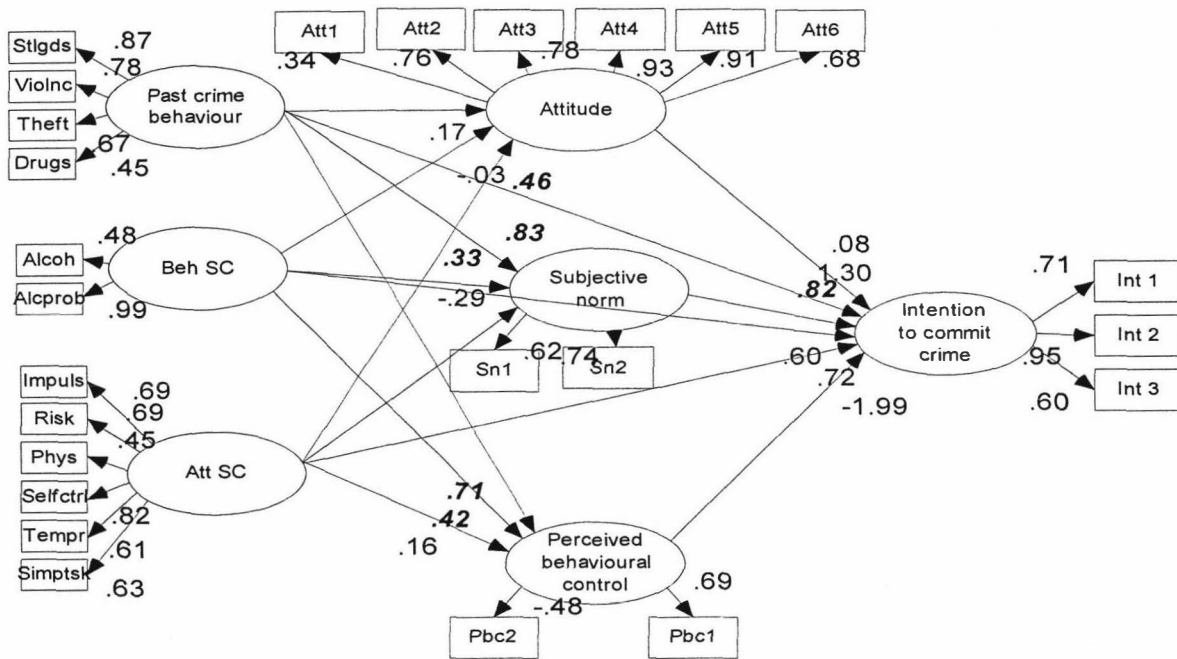 Att1
Att2
Att3
Att4
Att5
Att6
.34
.76
.78
.93
.91
.68
Stlgds
Violnc
Theft
Drugs
.87
.78
.67
.45
Past crime
behaviour
Attitude
.17
-.03
.46
.83
.33
-.29
Alcoh
Alcprob
.48
.99
Beh SC
Subjective
norm
.62
.74
Sn1
Sn2
.08
1.30
.82
.60
.72
-1.99
Intention
to commit
crime
.71
.95
.60
Int 1
Int 2
Int 3
Impuls
Risk
Phys
Selfctrl
Tempr
Simptsk
.69
.69
.45
.82
.61
.63
Att SC
.71
.42
.16
Perceived
behavioural
control
-.48
.69
Pbc2
Pbc1